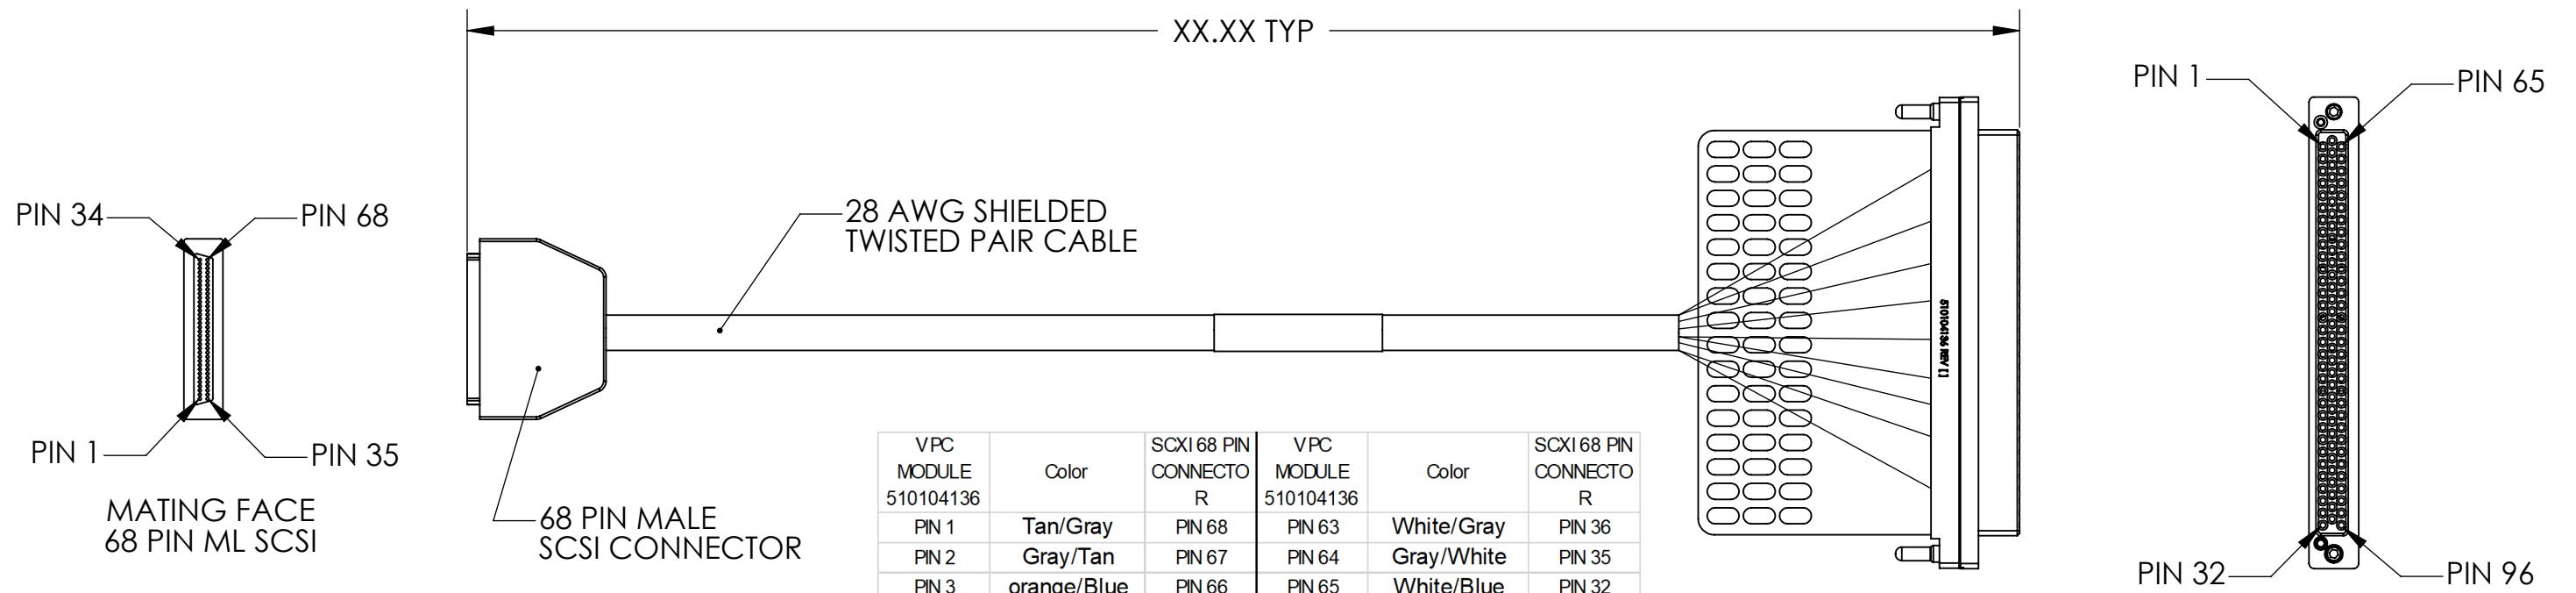 XX.XX TYP
PIN 1
PIN 65
PIN 34
PIN 68
28 AWG SHIELDED
TWISTED PAIR CABLE
510104136 REV [ ]
PIN 1
PIN 35
MATING FACE
68 PIN ML SCSI
68 PIN MALE
SCSI CONNECTOR
PIN 32
PIN 96
VPC MODULE 510104136 Color SCXI 68 PIN CONNECTO R VPC MODULE 510104136 Color SCXI 68 PIN CONNECTO R
PIN 1 Tan/Gray PIN 68 PIN 63 White/Gray PIN 36
PIN 2 Gray/Tan PIN 67 PIN 64 Gray/White PIN 35
PIN 3 orange/Blue PIN 66 PIN 65 White/Blue PIN 32